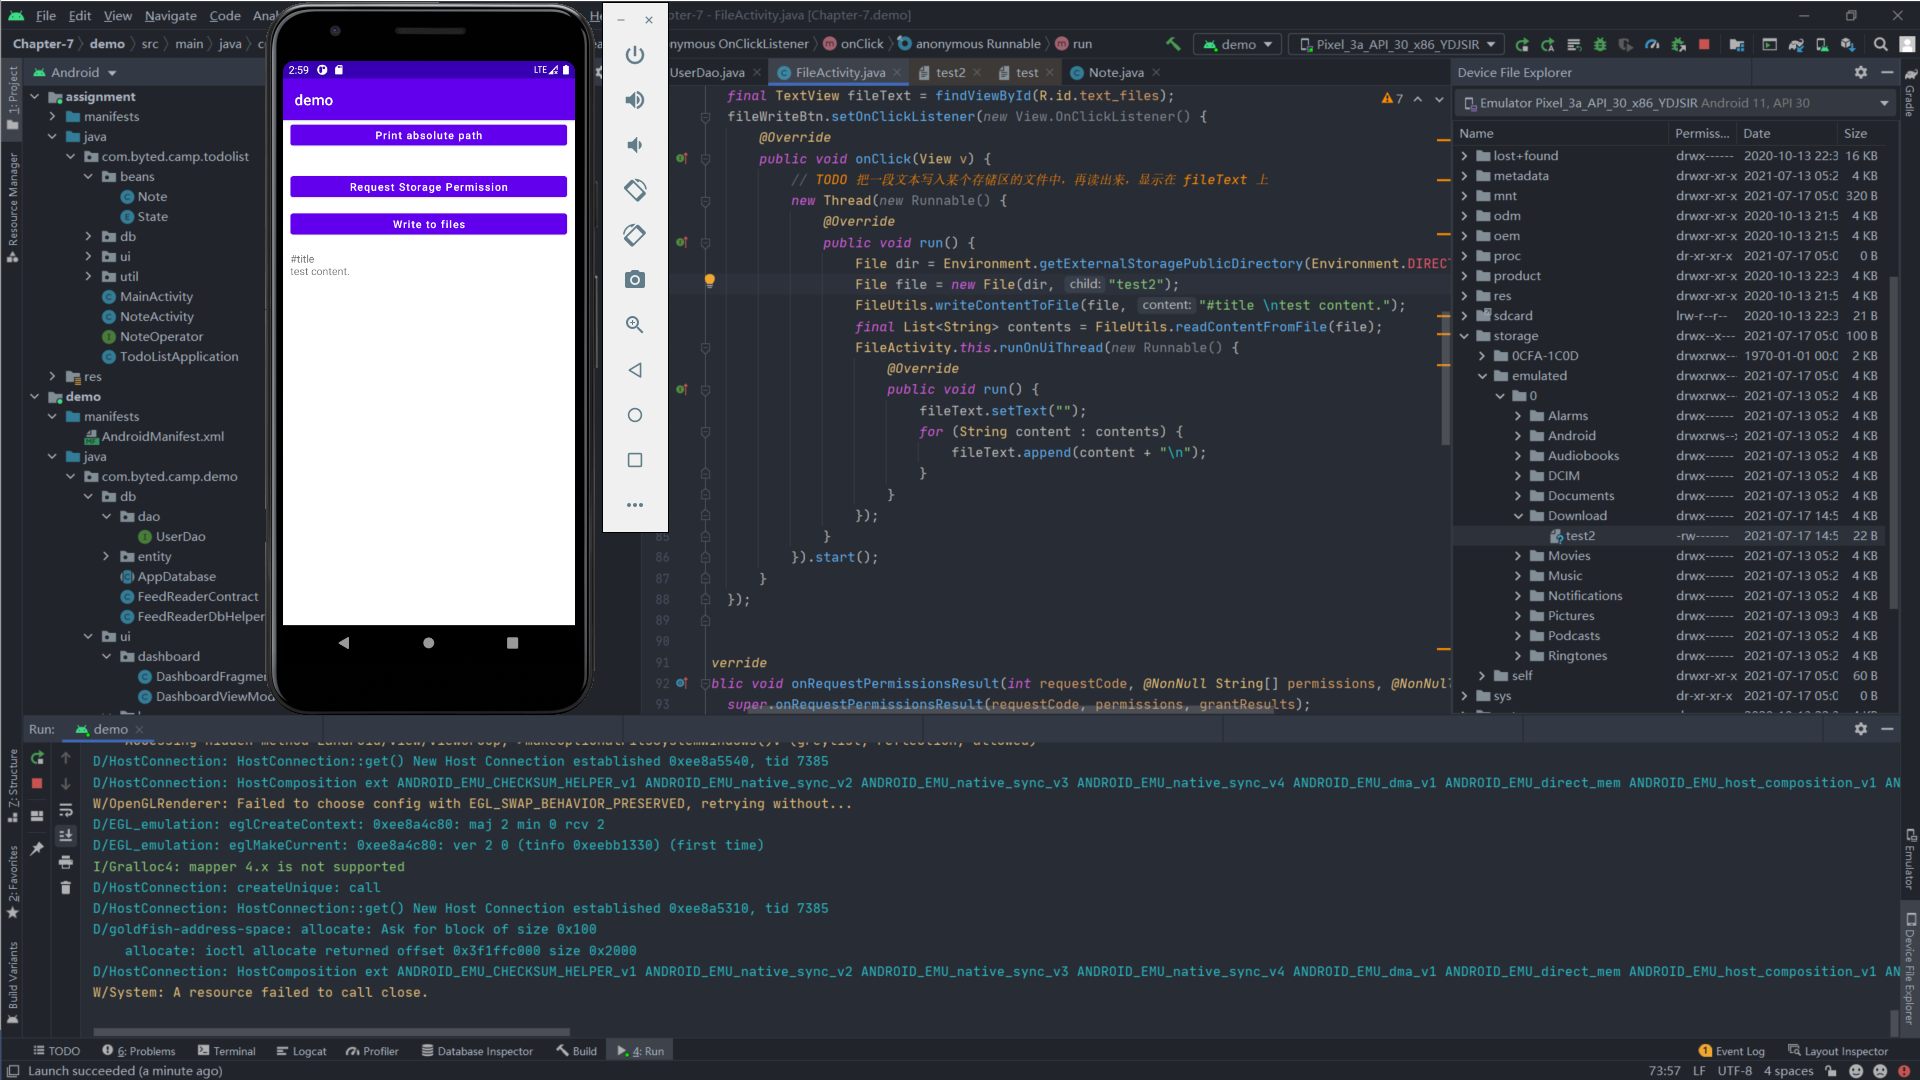 File Edit View Navigate Code
FileActivity.java [Chapter-7.demo]
Chapter-7 demo src main java
OnClickListener onClick anonymous Runnable run
demo
Pixel_3a_API_30_x86_YDJSIR
Android
assignment
manifests
java
com.byted.camp.todolist
beans
Note
State
db
ui
util
MainActivity
NoteActivity
NoteOperator
TodoListApplication
res
demo
manifests
AndroidManifest.xml
java
com.byted.camp.demo
db
dao
UserDao
entity
AppDatabase
FeedReaderContract
FeedReaderDbHelper
ui
dashboard
1: Project
Resource Manager
2:59
LTE
demo
Print absolute path
Request Storage Permission
Write to files
#title
test content.
UserDao.java FileActivity.java test2 test Note.java
7
final TextView fileText = findViewById(R.id.text_files);
fileWriteBtn.setOnClickListener(new View.OnClickListener() {
@Override
public void onClick(View v) {
// TODO 把一段文本写入某个存储区的文件中，再读出来，显示在 fileText 上
new Thread(new Runnable() {
@Override
public void run() {
File dir = Environment.getExternalStoragePublicDirectory(Environment.DIREC
File file = new File(dir, child: "test2");
FileUtils.writeContentToFile(file, content: "#title \ntest content.");
final List<String> contents = FileUtils.readContentFromFile(file);
FileActivity.this.runOnUiThread(new Runnable() {
@Override
public void run() {
fileText.setText("");
for (String content : contents) {
fileText.append(content + "\n");
}
}
});
85 }
86 }).start();
87 }
88 });
89
90
91 verride
92 blic void onRequestPermissionsResult(int requestCode, @NonNull String[] permissions, @NonNul
93 super.onRequestPermissionsResult(requestCode, permissions, grantResults);
Device File Explorer
Emulator Pixel_3a_API_30_x86_YDJSIR Android 11, API 30
Name Permiss... Date Size
lost+found drwx------ 2020-10-13 22:3 16 KB
metadata drwxr-xr-x 2020-10-13 22:3 4 KB
mnt drwxr-xr-x 2021-07-17 05:0 320 B
odm drwxr-xr-x 2020-10-13 21:5 4 KB
oem drwxr-xr-x 2020-10-13 21:5 4 KB
proc dr-xr-xr-x 2021-07-17 05:0 0 B
product drwxr-xr-x 2020-10-13 22:3 4 KB
res drwxr-xr-x 2020-10-13 21:5 4 KB
sdcard lrw-r--r-- 2020-10-13 22:3 21 B
storage drwx--x--- 2021-07-17 05:0 100 B
0CFA-1C0D drwxrwx-- 1970-01-01 00:0 2 KB
emulated drwxrwx-- 2021-07-17 05:0 4 KB
0 drwxrwx-- 2021-07-17 05:0 4 KB
Alarms drwx------ 2021-07-13 05:2 4 KB
Android drwxrws--x 2021-07-13 05:2 4 KB
Audiobooks drwx------ 2021-07-13 05:2 4 KB
DCIM drwx------ 2021-07-13 05:2 4 KB
Documents drwx------ 2021-07-13 05:2 4 KB
Download drwx------ 2021-07-17 14:5 4 KB
test2 -rw------- 2021-07-17 14:5 22 B
Movies drwx------ 2021-07-13 05:2 4 KB
Music drwx------ 2021-07-13 05:2 4 KB
Notifications drwx------ 2021-07-13 05:2 4 KB
Pictures drwx------ 2021-07-13 09:3 4 KB
Podcasts drwx------ 2021-07-13 05:2 4 KB
Ringtones drwx------ 2021-07-13 05:2 4 KB
self drwxr-xr-x 2021-07-17 05:0 60 B
sys dr-xr-xr-x 2021-07-17 05:0 0 B
Gradle
Emulator
Device File Explorer
Run: demo
D/HostConnection: HostConnection::get() New Host Connection established 0xee8a5540, tid 7385
D/HostConnection: HostComposition ext ANDROID_EMU_CHECKSUM_HELPER_v1 ANDROID_EMU_native_sync_v2 ANDROID_EMU_native_sync_v3 ANDROID_EMU_native_sync_v4 ANDROID_EMU_dma_v1 ANDROID_EMU_direct_mem ANDROID_EMU_host_composition_v1 AN
W/OpenGLRenderer: Failed to choose config with EGL_SWAP_BEHAVIOR_PRESERVED, retrying without...
D/EGL_emulation: eglCreateContext: 0xee8a4c80: maj 2 min 0 rcv 2
D/EGL_emulation: eglMakeCurrent: 0xee8a4c80: ver 2 0 (tinfo 0xeebb1330) (first time)
I/Gralloc4: mapper 4.x is not supported
D/HostConnection: createUnique: call
D/HostConnection: HostConnection::get() New Host Connection established 0xee8a5310, tid 7385
D/goldfish-address-space: allocate: Ask for block of size 0x100
allocate: ioctl allocate returned offset 0x3f1ffc000 size 0x2000
D/HostConnection: HostComposition ext ANDROID_EMU_CHECKSUM_HELPER_v1 ANDROID_EMU_native_sync_v2 ANDROID_EMU_native_sync_v3 ANDROID_EMU_native_sync_v4 ANDROID_EMU_dma_v1 ANDROID_EMU_direct_mem ANDROID_EMU_host_composition_v1 AN
W/System: A resource failed to call close.
Z: Structure
2: Favorites
Build Variants
TODO 6: Problems Terminal Logcat Profiler Database Inspector Build 4: Run
1 Event Log Layout Inspector
Launch succeeded (a minute ago)
73:57 LF UTF-8 4 spaces